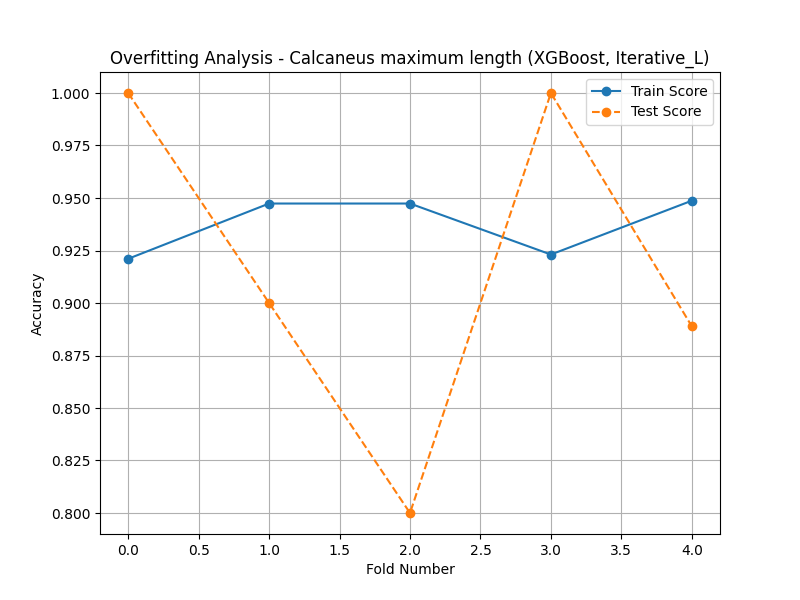 Overfitting Analysis - Calcaneus maximum length (XGBoost, Iterative_L)
Train Score
Test Score
Accuracy
1.000
0.975
0.950
0.925
0.900
0.875
0.850
0.825
0.800
0.0 0.5 1.0 1.5 2.0 2.5 3.0 3.5 4.0
Fold Number